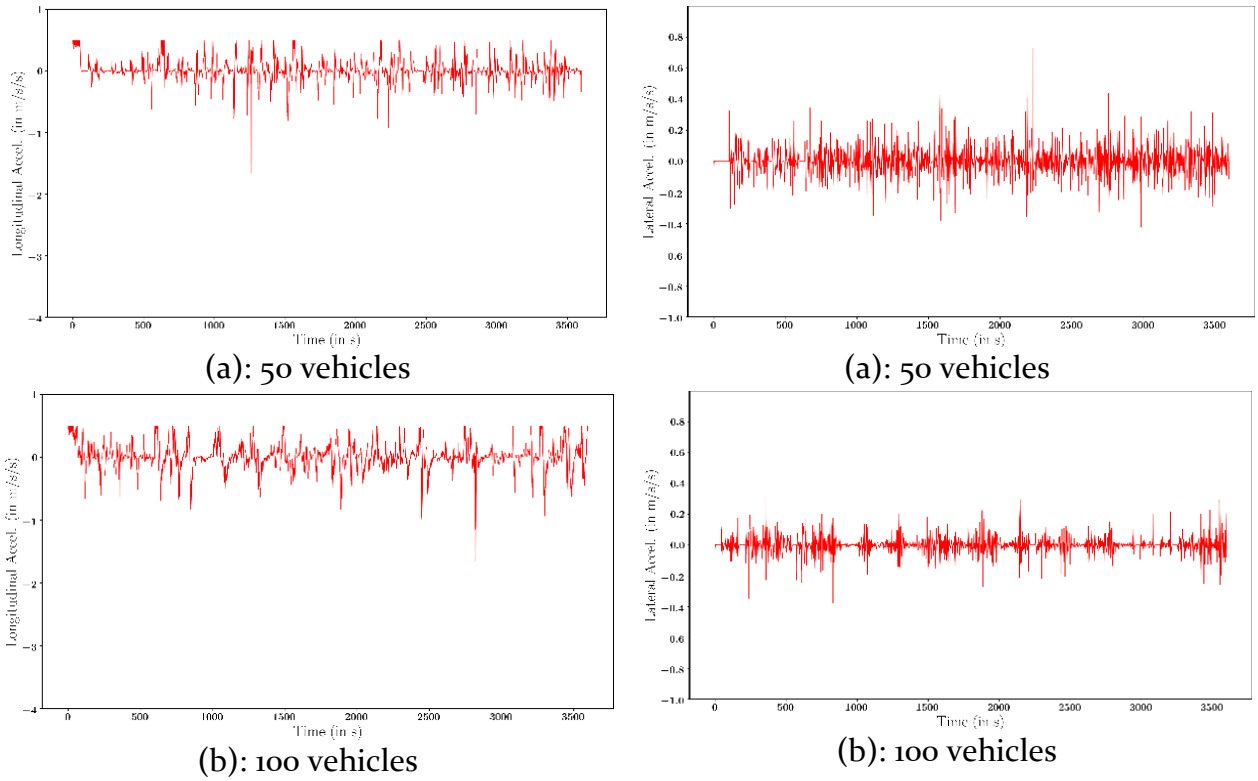 1
0
−1
−2
−3
−4
Longitudinal Accel. (in m/s/s)
0 500 1000 1500 2000 2500 3000 3500
Time (in s)
(a): 50 vehicles
0.8
0.6
0.4
0.2
0.0
−0.2
−0.4
0.6
−0.8
−1.0
Lateral Accel. (in m/s/s)
0 500 1000 1500 2000 2500 3000 3500
Time (in s)
(a): 50 vehicles
1
0
−1
−2
−3
−4
Longitudinal Accel. (in m/s/s)
0 500 1000 1500 2000 2500 3000 3500
Time (in s)
(b): 100 vehicles
0.8
0.6
0.4
0.2
0.0
−0.2
−0.4
0.6
−0.8
−1.0
Lateral Accel. (in m/s/s)
0 500 1000 1500 2000 2500 3000 3500
Time (in s)
(b): 100 vehicles